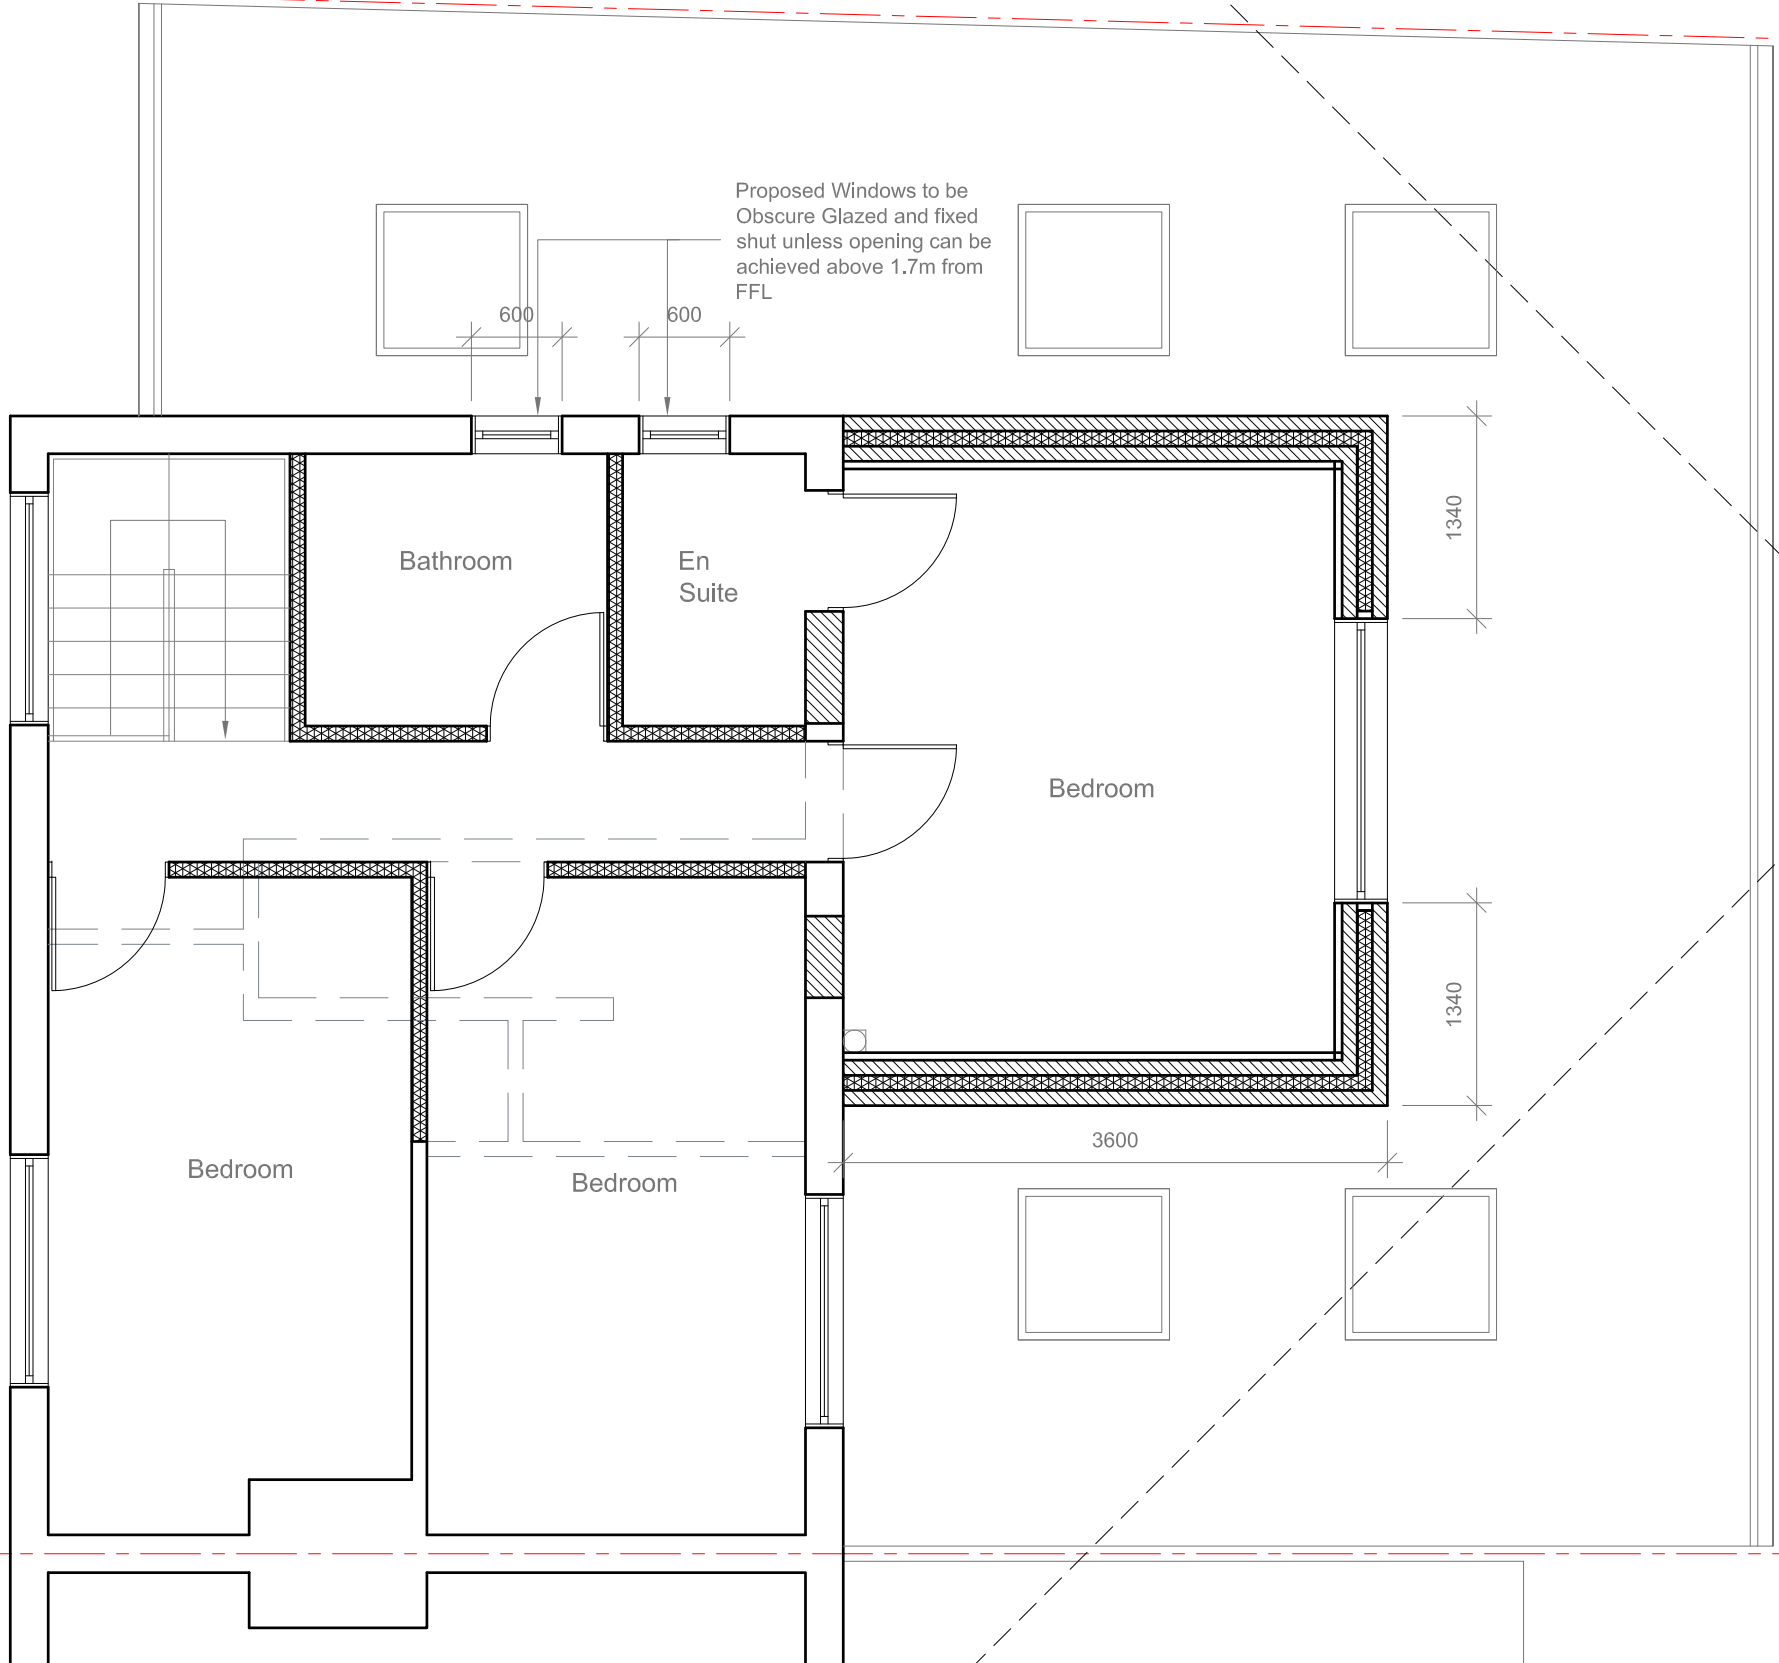 Proposed Windows to be
Obscure Glazed and fixed
shut unless opening can be
achieved above 1.7m from
FFL
600
600
1340
Bathroom
En
Suite
Bedroom
1340
3600
Bedroom
Bedroom